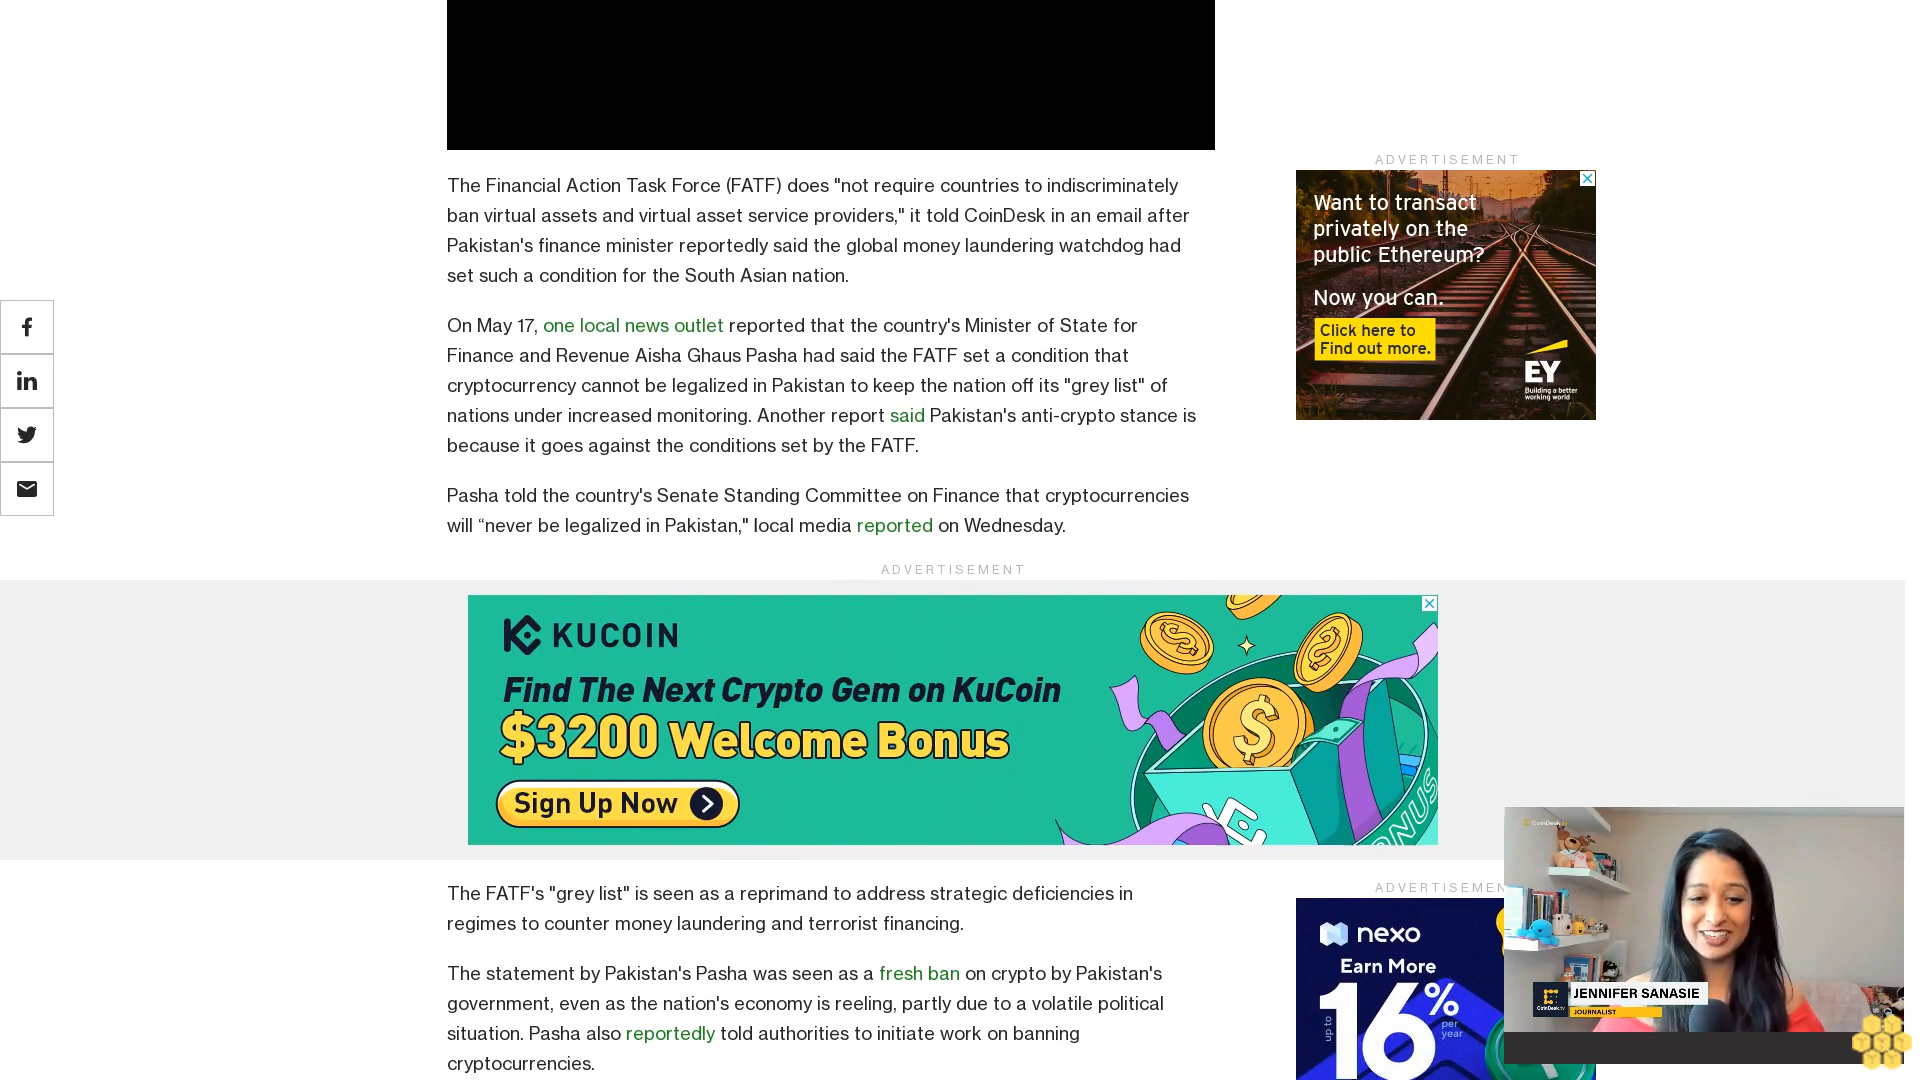 ADVERTISEMENT
Want to transact
privately on the
public Ethereum?
Now you can.
Click here to
Find out more.
EY
Building a better
working world
The Financial Action Task Force (FATF) does "not require countries to indiscriminately
ban virtual assets and virtual asset service providers," it told CoinDesk in an email after
Pakistan's finance minister reportedly said the global money laundering watchdog had
set such a condition for the South Asian nation.
On May 17, one local news outlet reported that the country's Minister of State for
Finance and Revenue Aisha Ghaus Pasha had said the FATF set a condition that
cryptocurrency cannot be legalized in Pakistan to keep the nation off its "grey list" of
nations under increased monitoring. Another report said Pakistan's anti-crypto stance is
because it goes against the conditions set by the FATF.
Pasha told the country's Senate Standing Committee on Finance that cryptocurrencies
will “never be legalized in Pakistan," local media reported on Wednesday.
ADVERTISEMENT
KUCOIN
Find The Next Crypto Gem on KuCoin
$3200 Welcome Bonus
Sign Up Now
BONUS
The FATF's "grey list" is seen as a reprimand to address strategic deficiencies in
regimes to counter money laundering and terrorist financing.
The statement by Pakistan's Pasha was seen as a fresh ban on crypto by Pakistan's
government, even as the nation's economy is reeling, partly due to a volatile political
situation. Pasha also reportedly told authorities to initiate work on banning
cryptocurrencies.
ADVERTISEMEN
nexo
Earn More
up to
16%
per
year
CoinDesk tv
JENNIFER SANASIE
JOURNALIST
CoinDesk tv